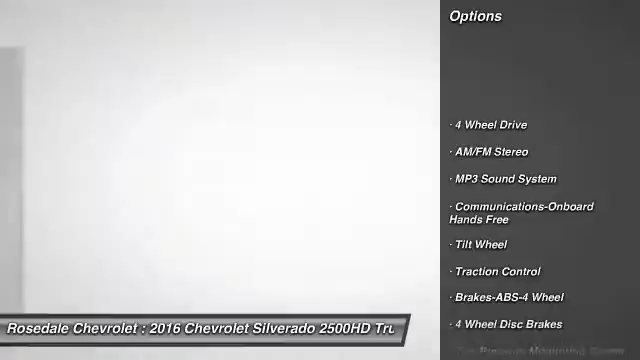 Options
· 4 Wheel Drive
· AM/FM Stereo
· MP3 Sound System
· Communications-Onboard
Hands Free
· Tilt Wheel
· Traction Control
· Brakes-ABS-4 Wheel
· 4 Wheel Disc Brakes
Rosedale Chevrolet : 2016 Chevrolet Silverado 2500HD Tru